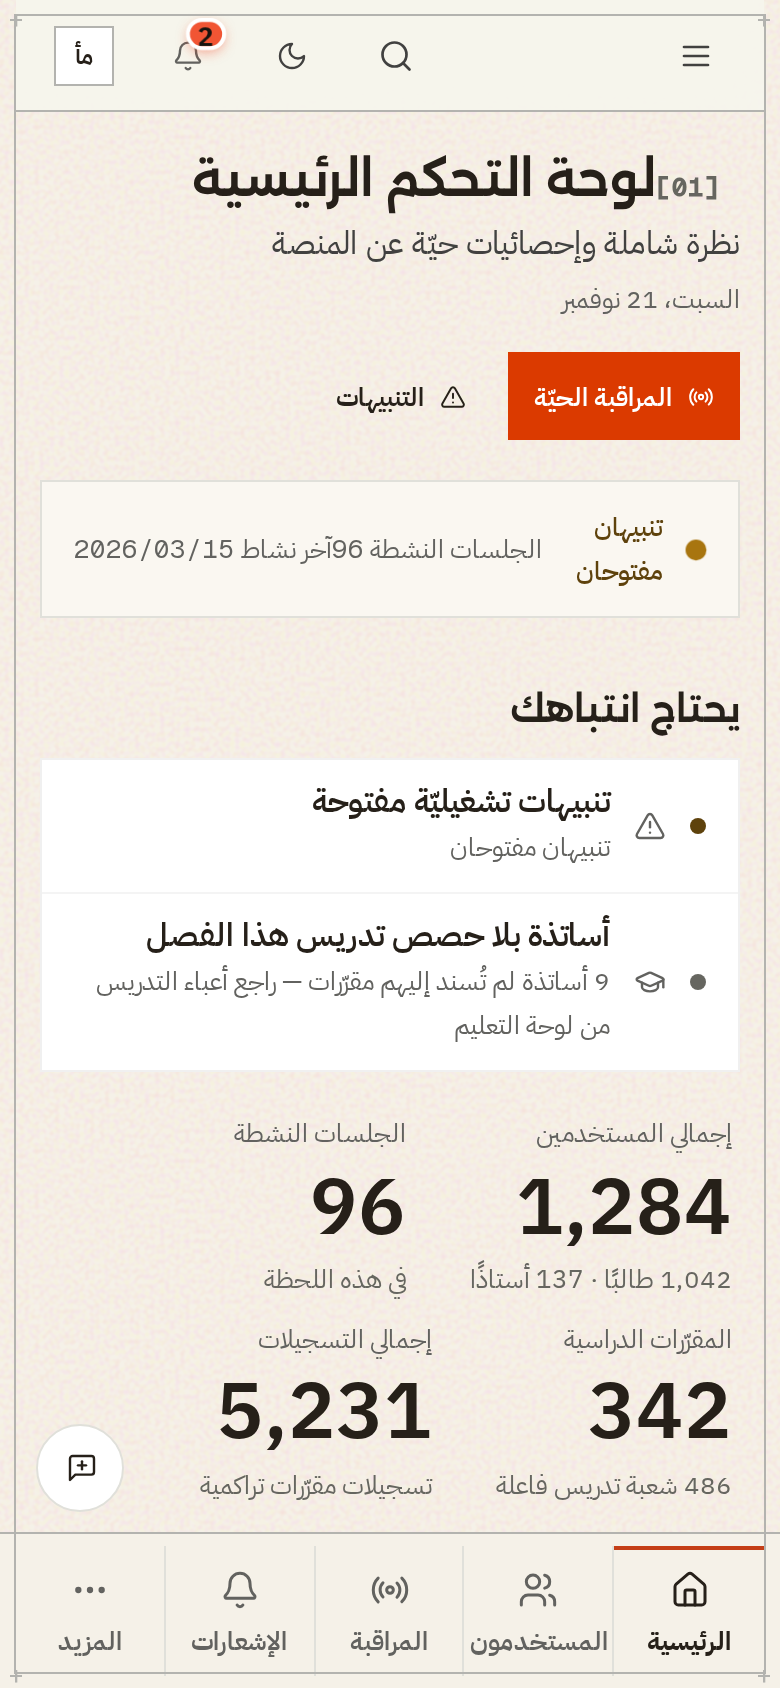 2
مأ
[01] لوحة التحكم الرئيسية
نظرة شاملة وإحصائيات حيّة عن المنصة
السبت، 21 نوفمبر
المراقبة الحيّة
التنبيهات
تنبيهان
مفتوحان
الجلسات النشطة 96آخر نشاط 2026/03/15
يحتاج انتباهك
تنبيهات تشغيليّة مفتوحة
تنبيهان مفتوحان
أساتذة بلا حصص تدريس هذا الفصل
9 أساتذة لم تُسند إليهم مقرّرات — راجع أعباء التدريس
من لوحة التعليم
إجمالي المستخدمين
1,284
1,042 طالبًا · 137 أستاذًا
الجلسات النشطة
96
في هذه اللحظة
المقرّرات الدراسية
342
486 شعبة تدريس فاعلة
إجمالي التسجيلات
5,231
تسجيلات مقرّرات تراكمية
الرئيسية
المستخدمون
المراقبة
الإشعارات
المزيد